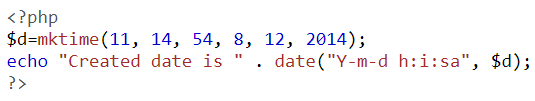 <?php
$d=mktime(11, 14, 54, 8, 12, 2014);
echo "Created date is " . date("Y-m-d h:i:sa", $d);
?>